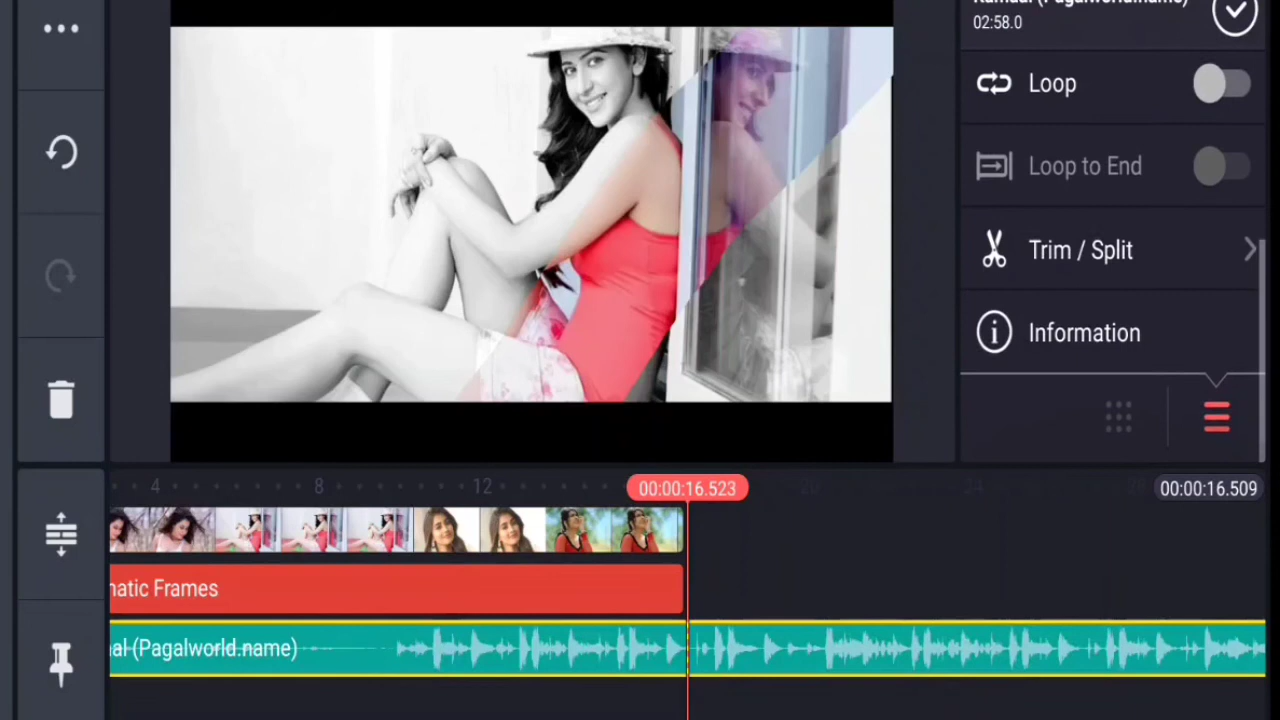 02:58.0
Loop
Loop to End
Trim / Split
Information
4 8 12
00:00:16.523
00:00:16.509
natic Frames
al (Pagalworld.name)